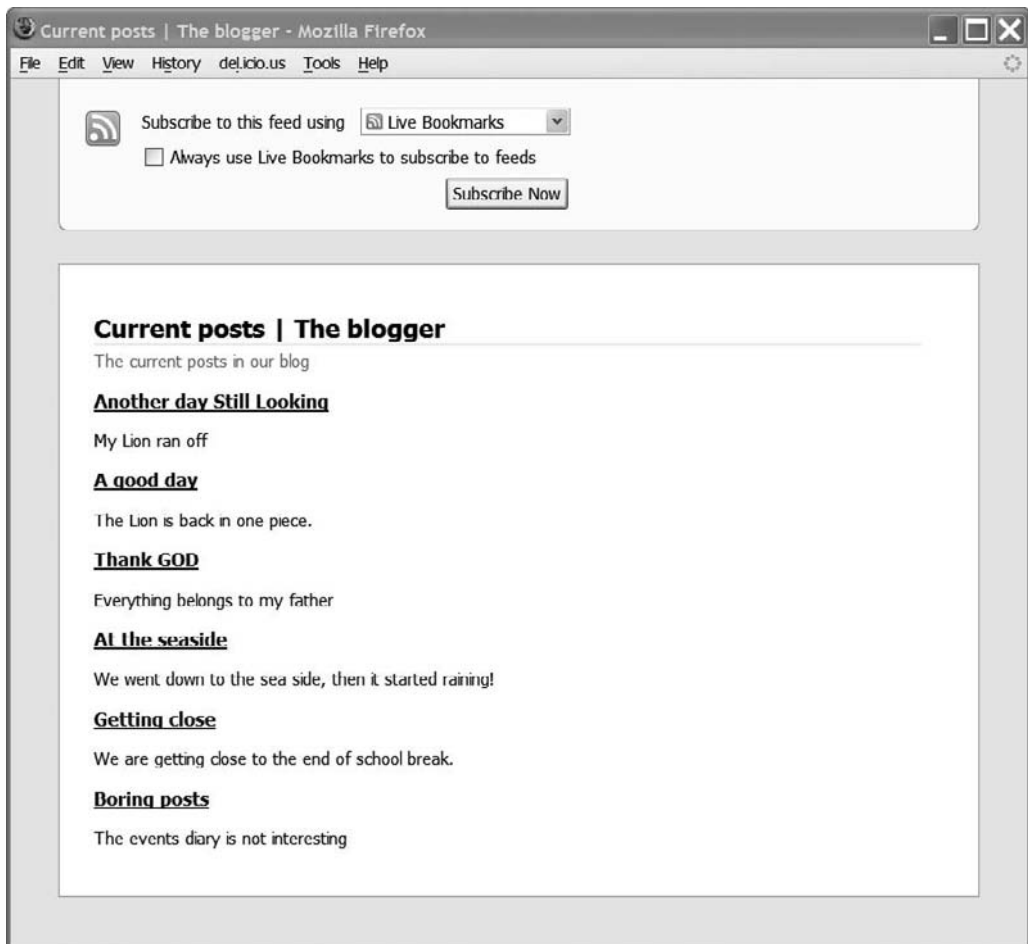 Current posts | The blogger - Mozilla Firefox
File Edit View History del.icio.us Tools Help
Subscribe to this feed using Live Bookmarks
Always use Live Bookmarks to subscribe to feeds
Subscribe Now
Current posts | The blogger
The current posts in our blog
Another day Still Looking
My Lion ran off
A good day
The Lion is back in one piece.
Thank GOD
Everything belongs to my father
At the seaside
We went down to the sea side, then it started raining!
Getting close
We are getting close to the end of school break.
Boring posts
The events diary is not interesting